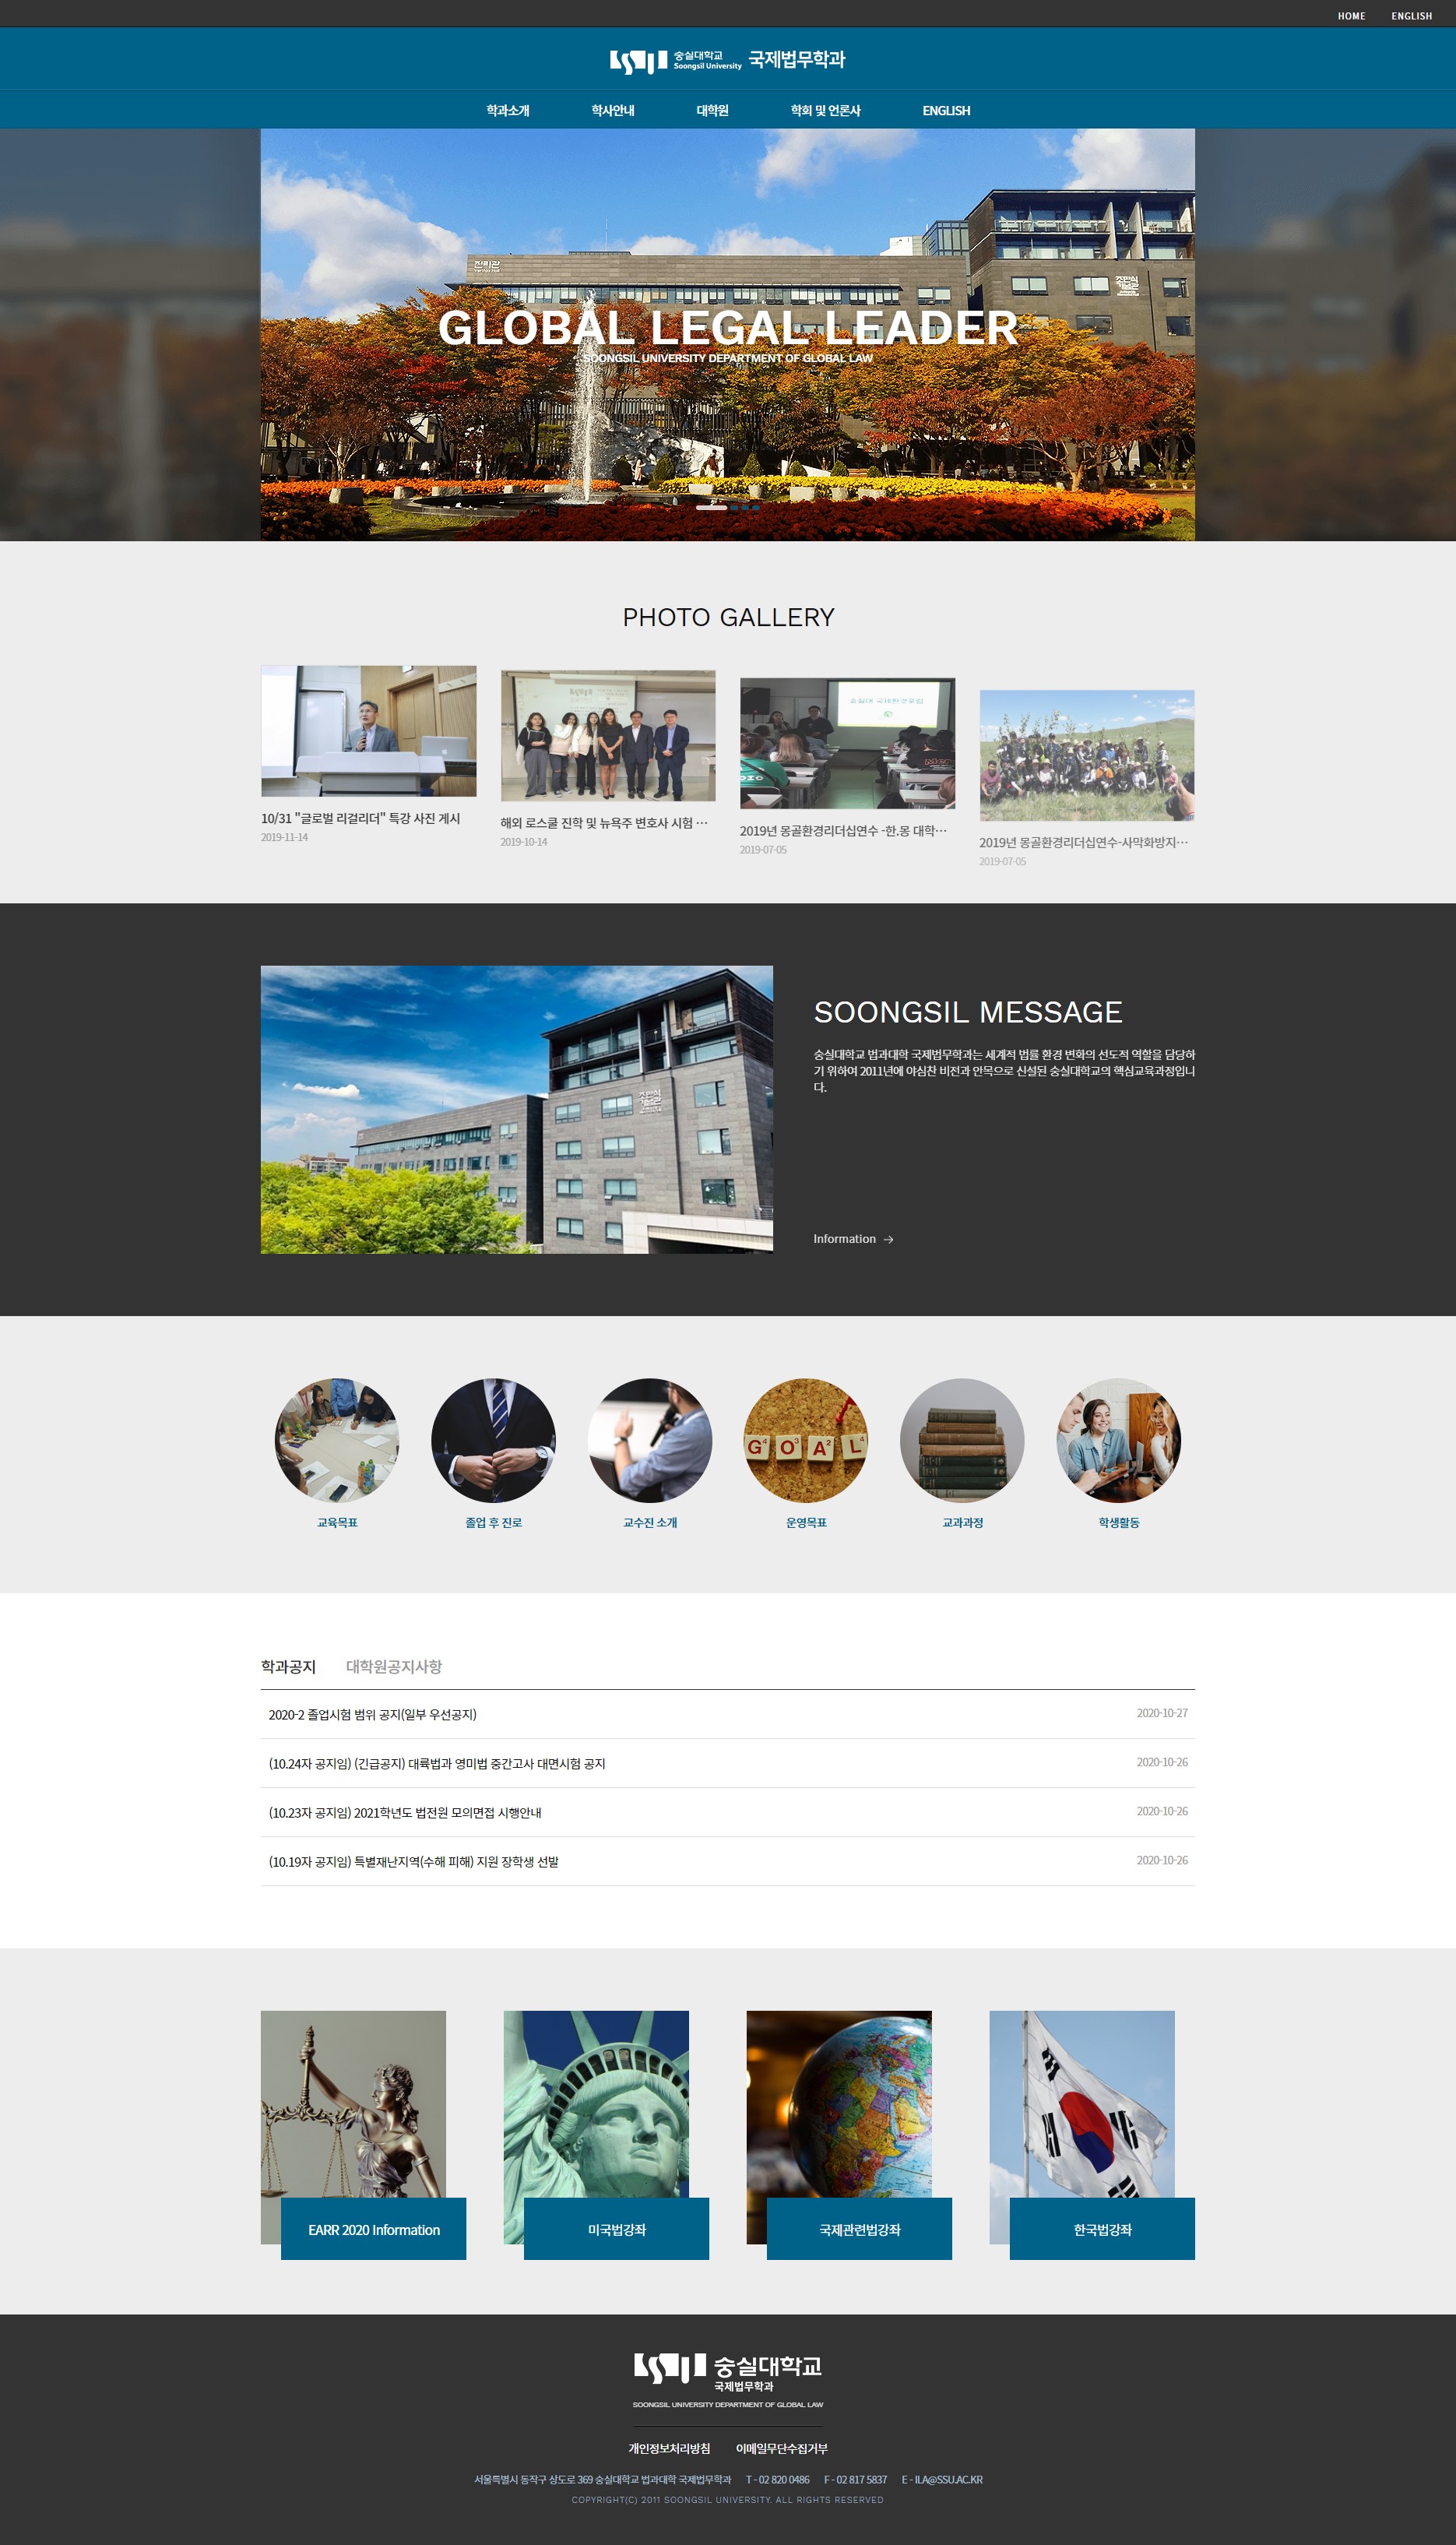 HOME ENGLISH
숭실대학교
Soongsil University
국제법무학과
학과소개 학사안내 대학원 학회 및 언론사 ENGLISH
진리관
조만식
기념관
GLOBAL LEGAL LEADER
SOONGSIL UNIVERSITY DEPARTMENT OF GLOBAL LAW
PHOTO GALLERY
10/31 "글로벌 리걸리더" 특강 사진 게시
2019-11-14
해외 로스쿨 진학 및 뉴욕주 변호사 시험 …
2019-10-14
2019년 몽골환경리더십연수 -한.몽 대학…
2019-07-05
2019년 몽골환경리더십연수-사막화방지…
2019-07-05
조만식
기념관
SOONGSIL MESSAGE
숭실대학교 법과대학 국제법무학과는 세계적 법률 환경 변화의 선도적 역할을 담당하
기 위하여 2011년에 야심찬 비전과 안목으로 신설된 숭실대학교의 핵심교육과정입니
다.
Information →
GOAL
교육목표 졸업 후 진로 교수진 소개 운영목표 교과과정 학생활동
학과공지 대학원공지사항
2020-2 졸업시험 범위 공지(일부 우선공지) 2020-10-27
(10.24자 공지임) (긴급공지) 대륙법과 영미법 중간고사 대면시험 공지 2020-10-26
(10.23자 공지임) 2021학년도 법전원 모의면접 시행안내 2020-10-26
(10.19자 공지임) 특별재난지역(수해 피해) 지원 장학생 선발 2020-10-26
EARR 2020 Information 미국법강좌 국제관련법강좌 한국법강좌
숭실대학교
국제법무학과
SOONGSIL UNIVERSITY DEPARTMENT OF GLOBAL LAW
개인정보처리방침 이메일무단수집거부
서울특별시 동작구 상도로 369 숭실대학교 법과대학 국제법무학과 T - 02 820 0486 F - 02 817 5837 E - ILA@SSU.AC.KR
COPYRIGHT(C) 2011 SOONGSIL UNIVERSITY. ALL RIGHTS RESERVED